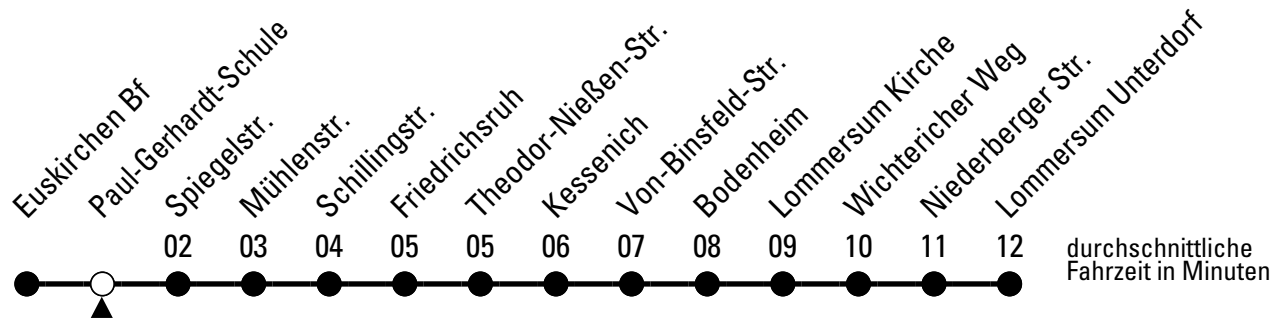 Euskirchen Bf
Paul-Gerhardt-Schule
Spiegelstr.
Mühlenstr.
Schillingstr.
Friedrichsruh
Theodor-Nießen-Str.
Kessenich
Von-Binsfeld-Str.
Bodenheim
Lommersum Kirche
Wichtericher Weg
Niederberger Str.
Lommersum Unterdorf
02 03 04 05 05 06 07 08 09 10 11 12
durchschnittliche
Fahrzeit in Minuten